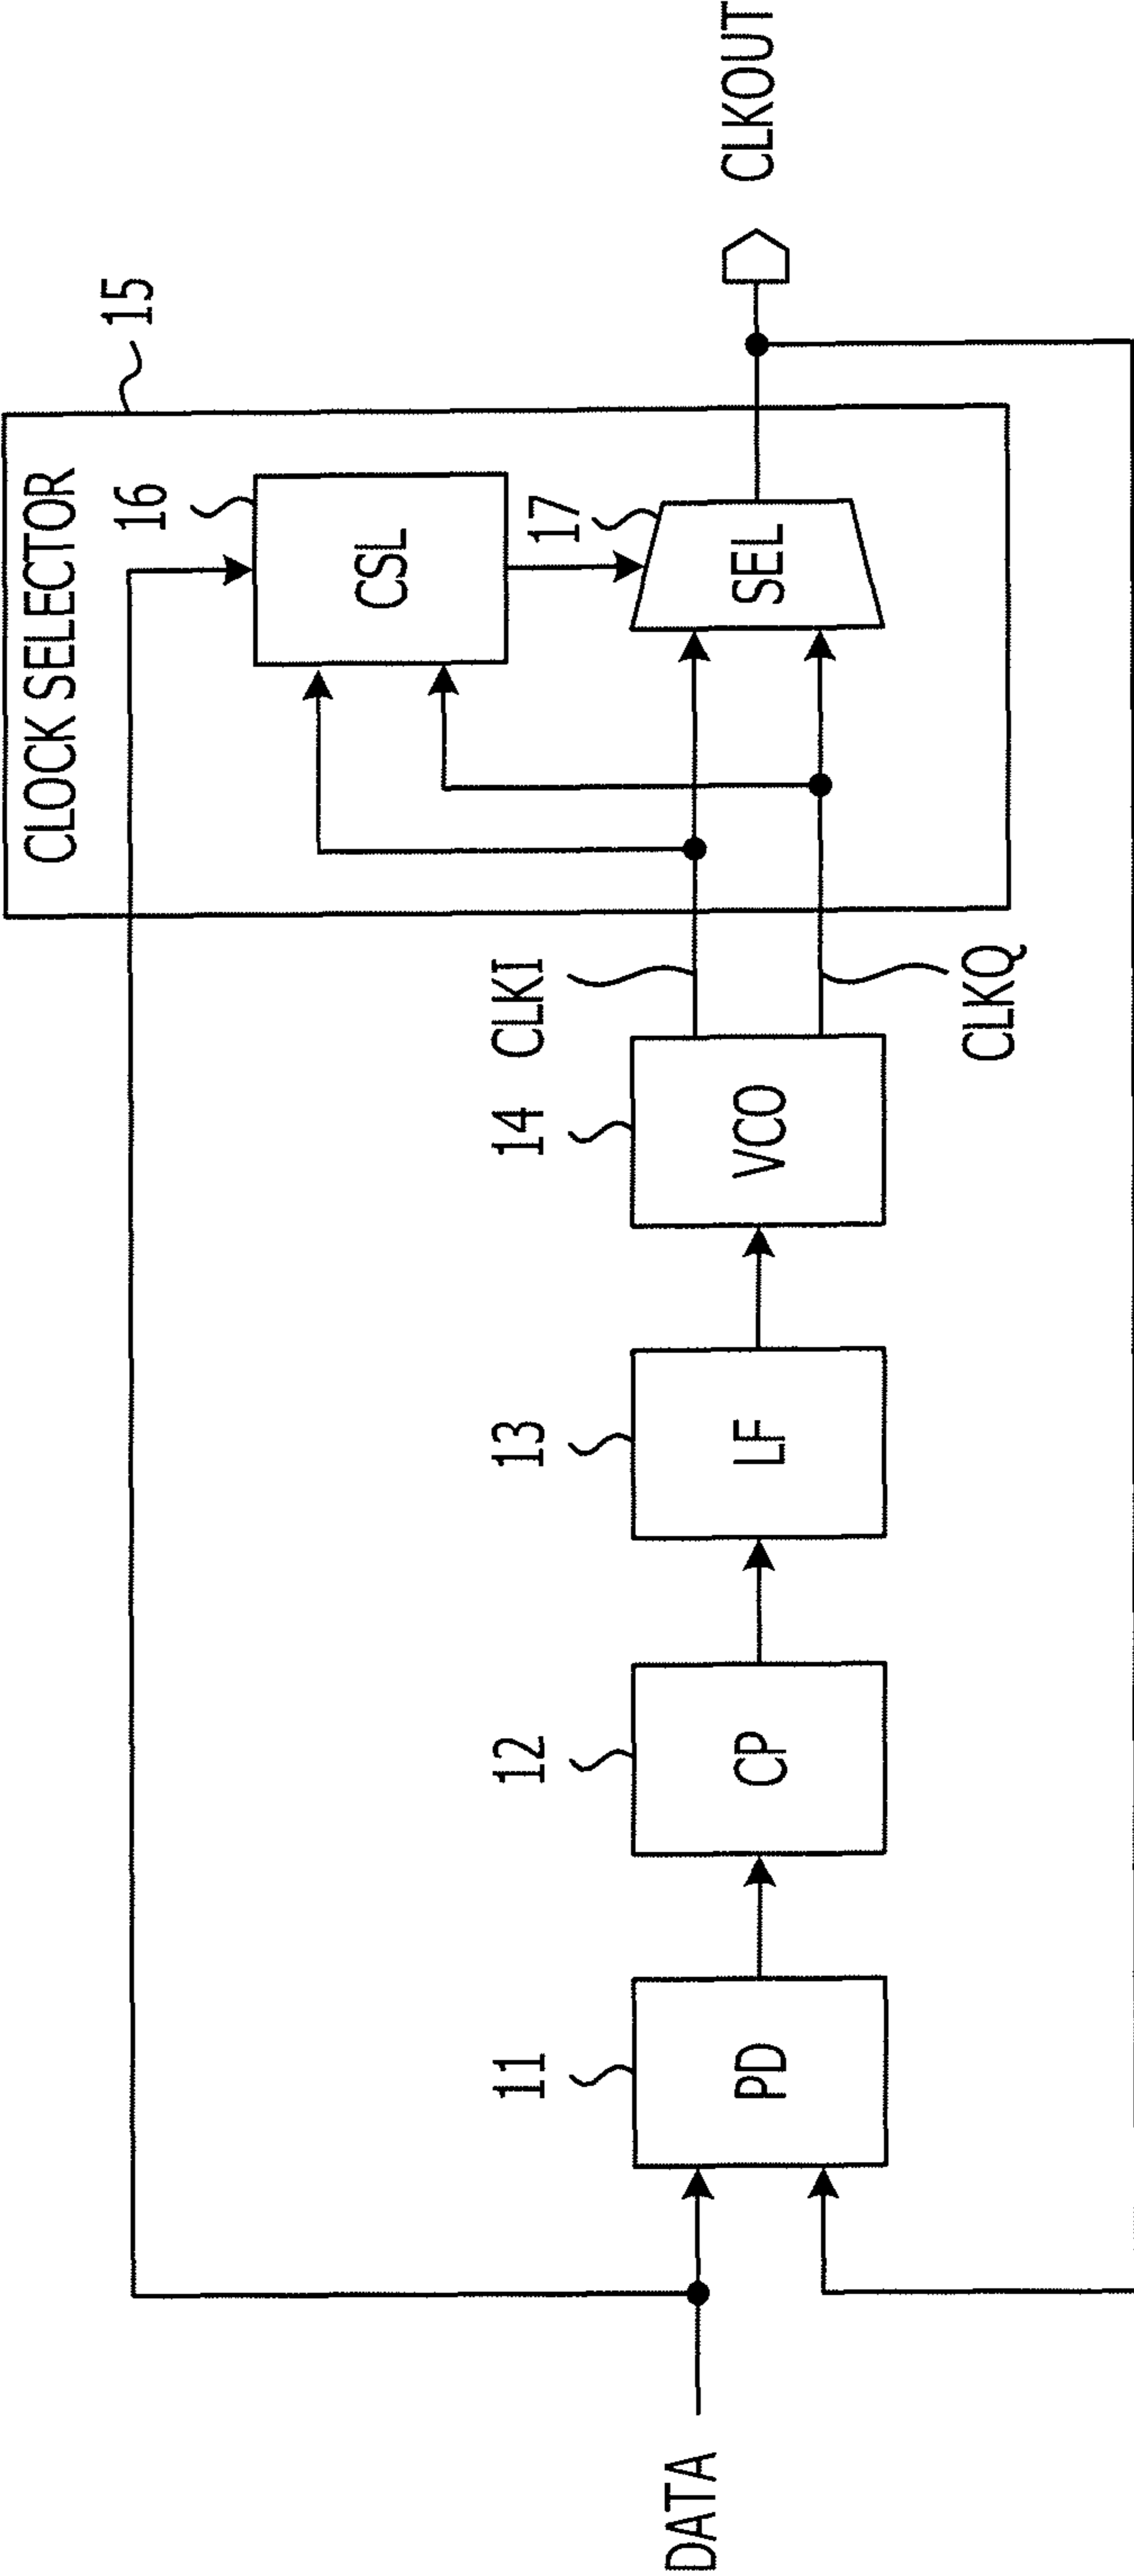 CLOCK SELECTOR
15
16
CSL
17
SEL
CLKOUT
11
PD
12
CP
13
LF
14
VCO
CLKI
CLKQ
DATA